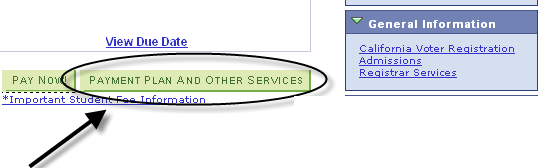 View Due Date
PAY NOW! PAYMENT PLAN AND OTHER SERVICES
*Important Student Fee Information
General Information
California Voter Registration
Admissions
Registrar Services